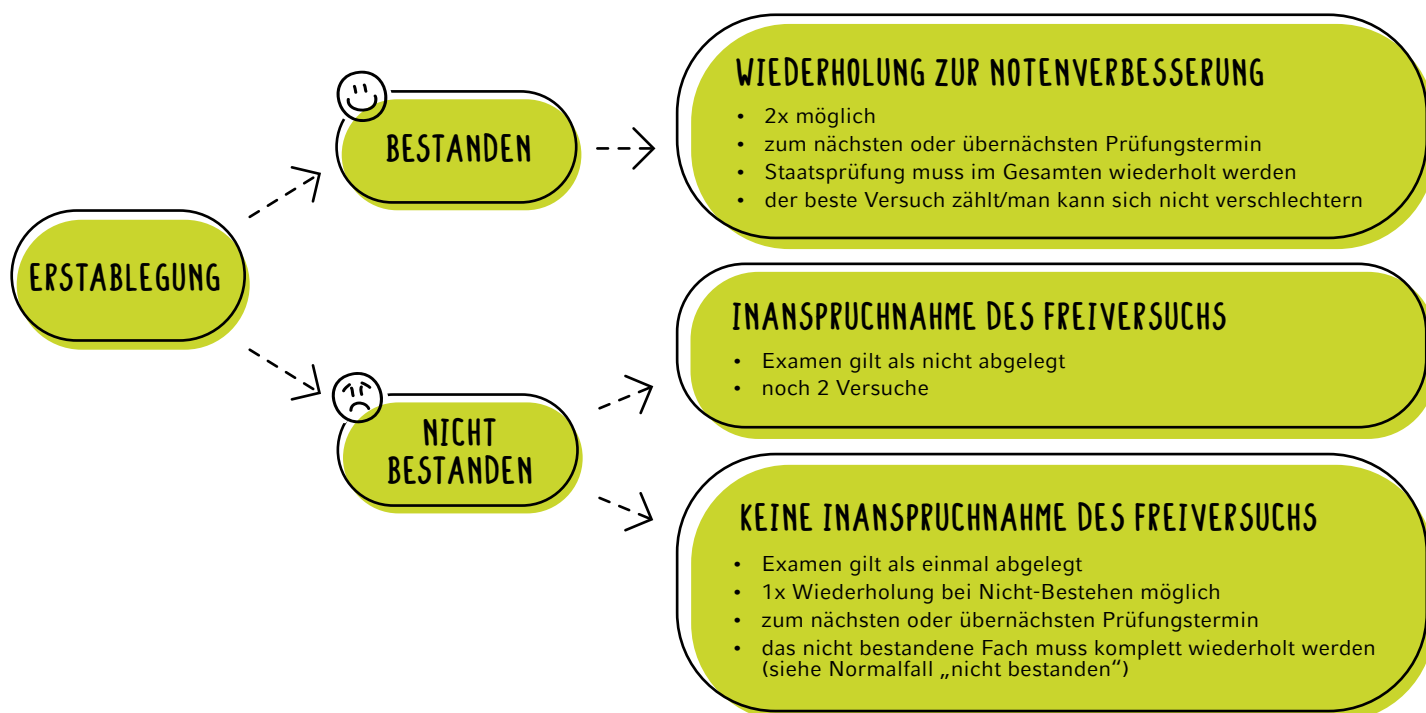 ERSTABLEGUNG
BESTANDEN
WIEDERHOLUNG ZUR NOTENVERBESSERUNG
• 2x möglich
• zum nächsten oder übernächsten Prüfungstermin
• Staatsprüfung muss im Gesamten wiederholt werden
• der beste Versuch zählt/man kann sich nicht verschlechtern
NICHT
BESTANDEN
INANSPRUCHNAHME DES FREIVERSUCHS
• Examen gilt als nicht abgelegt
• noch 2 Versuche
KEINE INANSPRUCHNAHME DES FREIVERSUCHS
• Examen gilt als einmal abgelegt
• 1x Wiederholung bei Nicht-Bestehen möglich
• zum nächsten oder übernächsten Prüfungstermin
• das nicht bestandene Fach muss komplett wiederholt werden
(siehe Normalfall „nicht bestanden“)